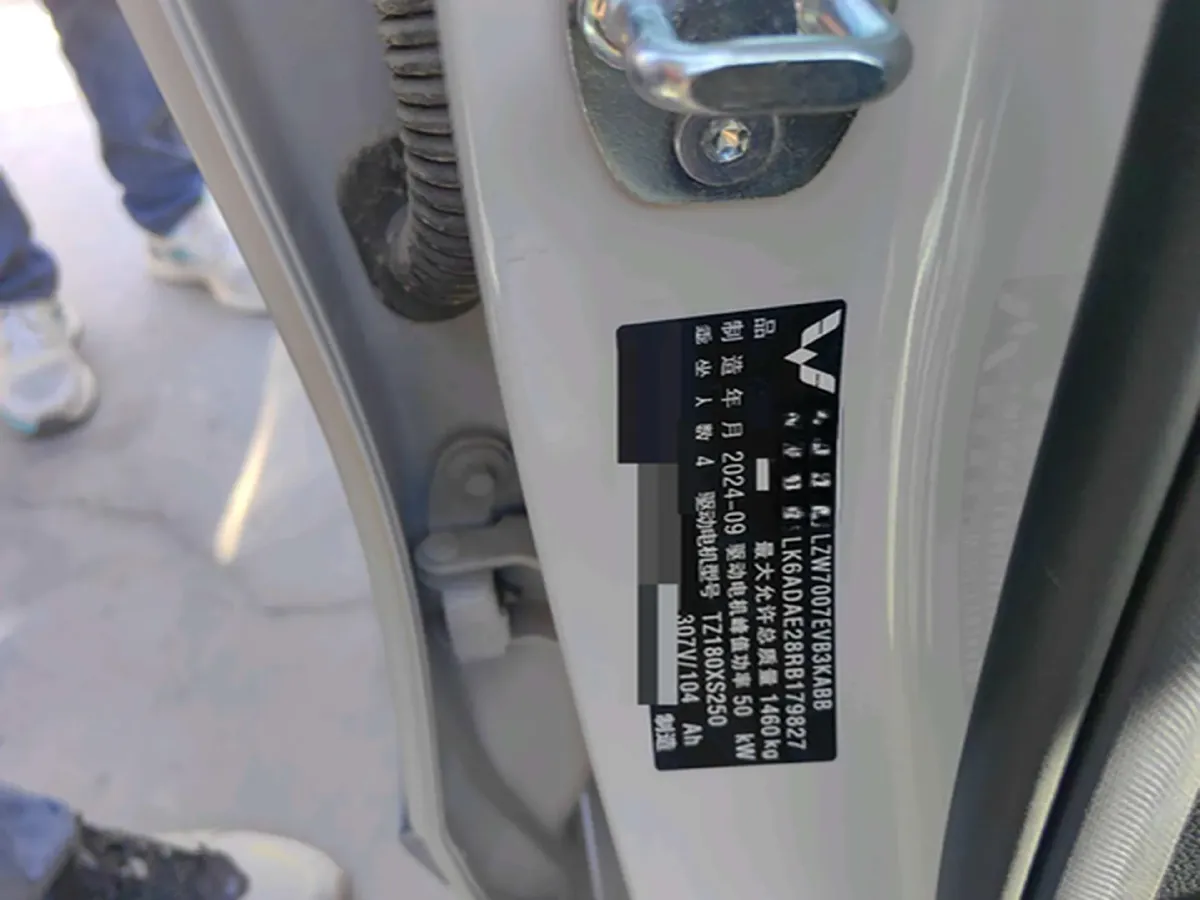 LZW7007EVB3KABB
LK6ADAE28RB179827
品 最大允许总质量 1460kg
制造年月 2024-09 驱动电机峰值功率 50 kW
乘坐人数 4 驱动电机型号 TZ180XS250
307V/104 Ah
制造